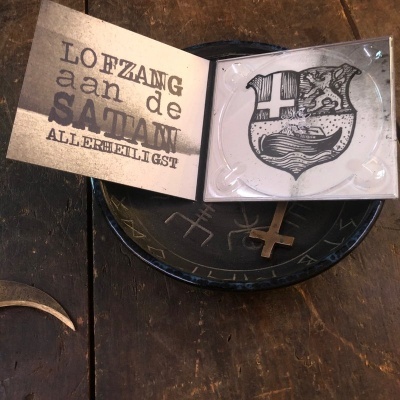 LOFZANG
aan de
SATAN
ALLERHEILIGST